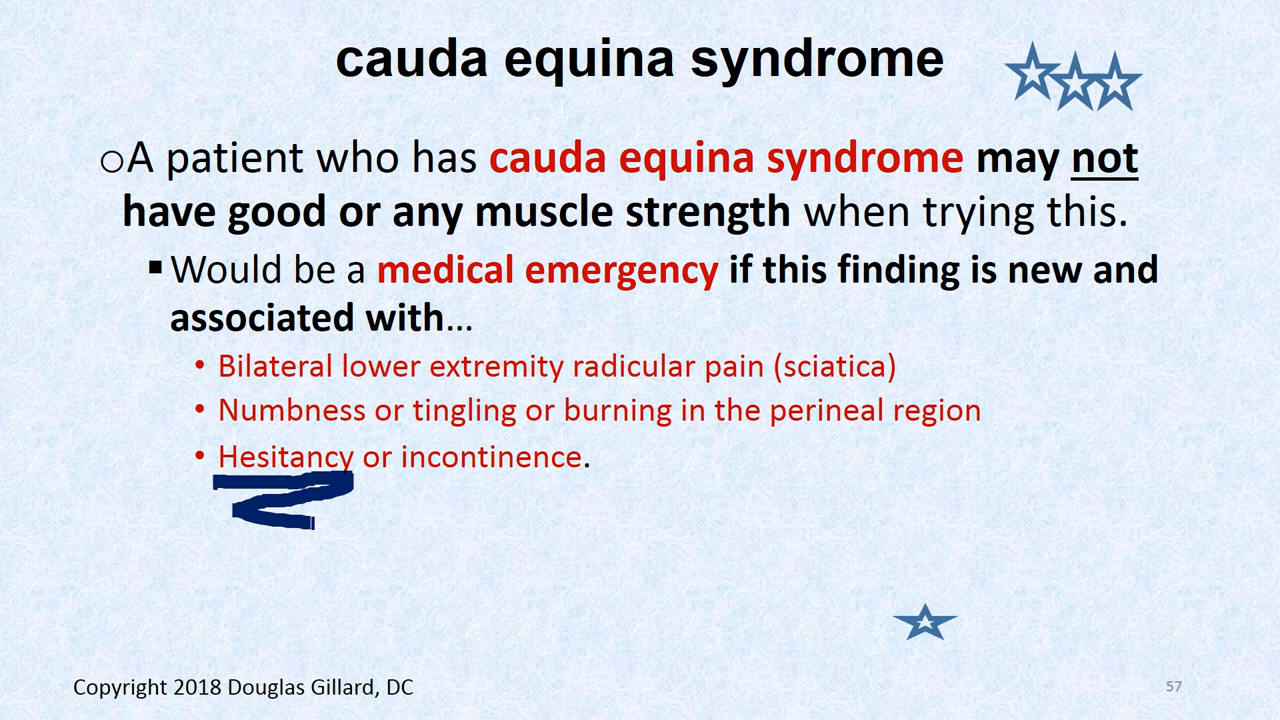 cauda equina syndrome
○A patient who has cauda equina syndrome may not
have good or any muscle strength when trying this.
▪Would be a medical emergency if this finding is new and
associated with…
• Bilateral lower extremity radicular pain (sciatica)
• Numbness or tingling or burning in the perineal region
• Hesitancy or incontinence.
Copyright 2018 Douglas Gillard, DC
57